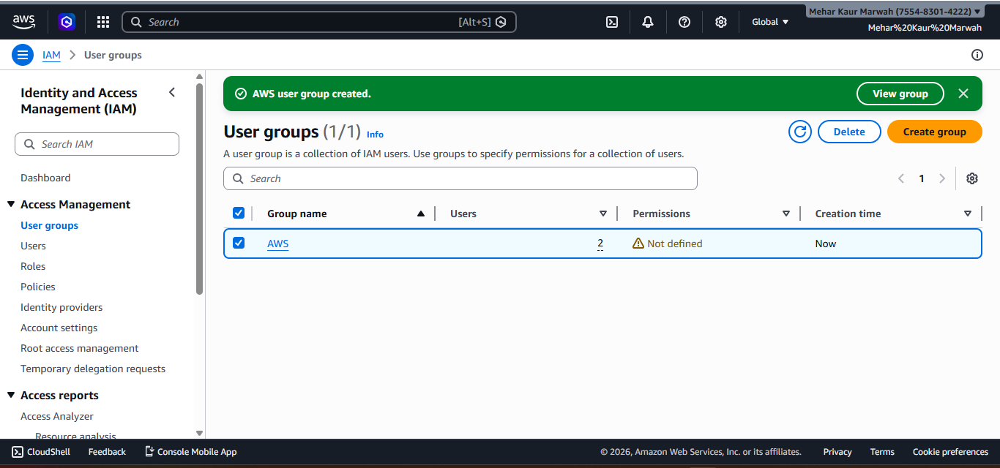 aws
Search
[Alt+S]
Global
Mehar Kaur Marwah (7554-8301-4222)
Mehar%20Kaur%20Marwah
IAM
User groups
Identity and Access
Management (IAM)
Search IAM
Dashboard
Access Management
User groups
Users
Roles
Policies
Identity providers
Account settings
Root access management
Temporary delegation requests
Access reports
Access Analyzer
Resource analysis
AWS user group created.
View group
User groups (1/1) Info
Delete
Create group
A user group is a collection of IAM users. Use groups to specify permissions for a collection of users.
Search
1
Group name Users Permissions Creation time
AWS 2 Not defined Now
CloudShell Feedback Console Mobile App © 2026, Amazon Web Services, Inc. or its affiliates. Privacy Terms Cookie preferences